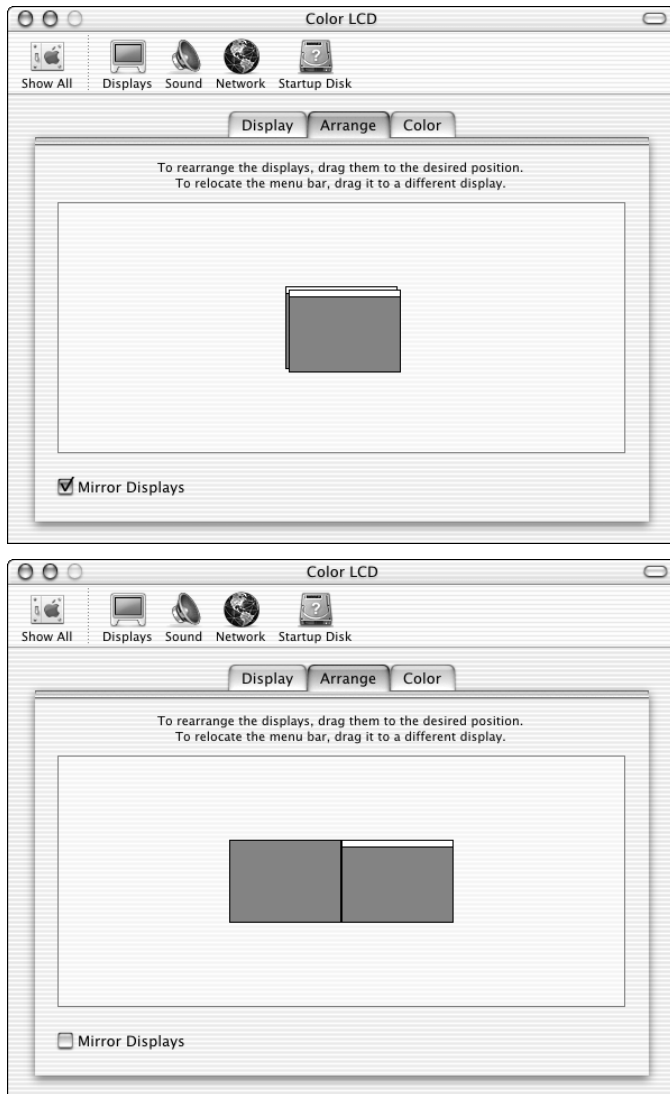 Color LCD
Show All Displays Sound Network Startup Disk
Display Arrange Color
To rearrange the displays, drag them to the desired position.
To relocate the menu bar, drag it to a different display.
Mirror Displays
Color LCD
Show All Displays Sound Network Startup Disk
Display Arrange Color
To rearrange the displays, drag them to the desired position.
To relocate the menu bar, drag it to a different display.
Mirror Displays